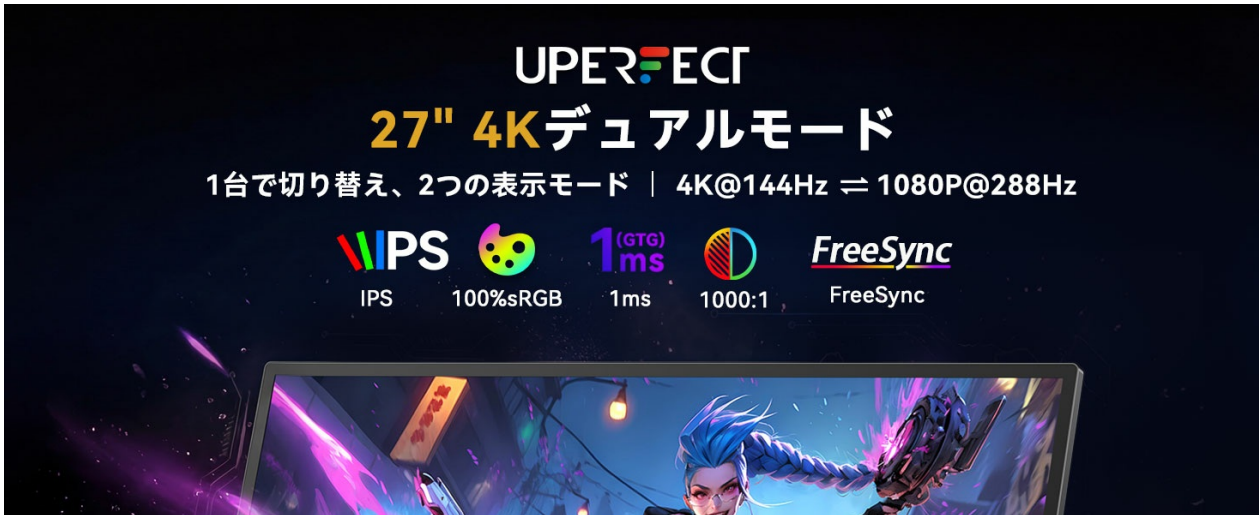 UPERFECT
27" 4Kデュアルモード
1台で切り替え、2つの表示モード | 4K@144Hz ⇌ 1080P@288Hz
IPS 1(GTG)ms FreeSync
IPS 100%sRGB 1ms 1000:1 FreeSync